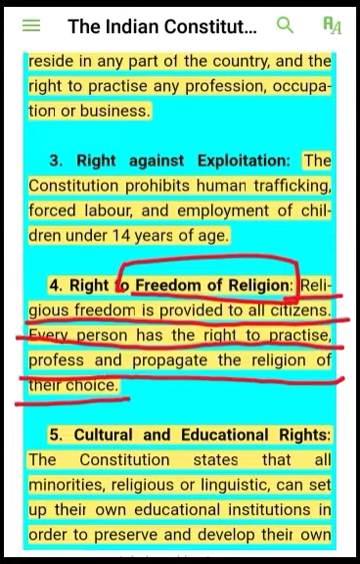 The Indian Constitut...
reside in any part of the country, and the
right to practise any profession, occupa-
tion or business.
3. Right against Exploitation: The
Constitution prohibits human trafficking,
forced labour, and employment of chil-
dren under 14 years of age.
4. Right to Freedom of Religion: Reli-
gious freedom is provided to all citizens.
Every person has the right to practise,
profess and propagate the religion of
their choice.
5. Cultural and Educational Rights:
The Constitution states that all
minorities, religious or linguistic, can set
up their own educational institutions in
order to preserve and develop their own